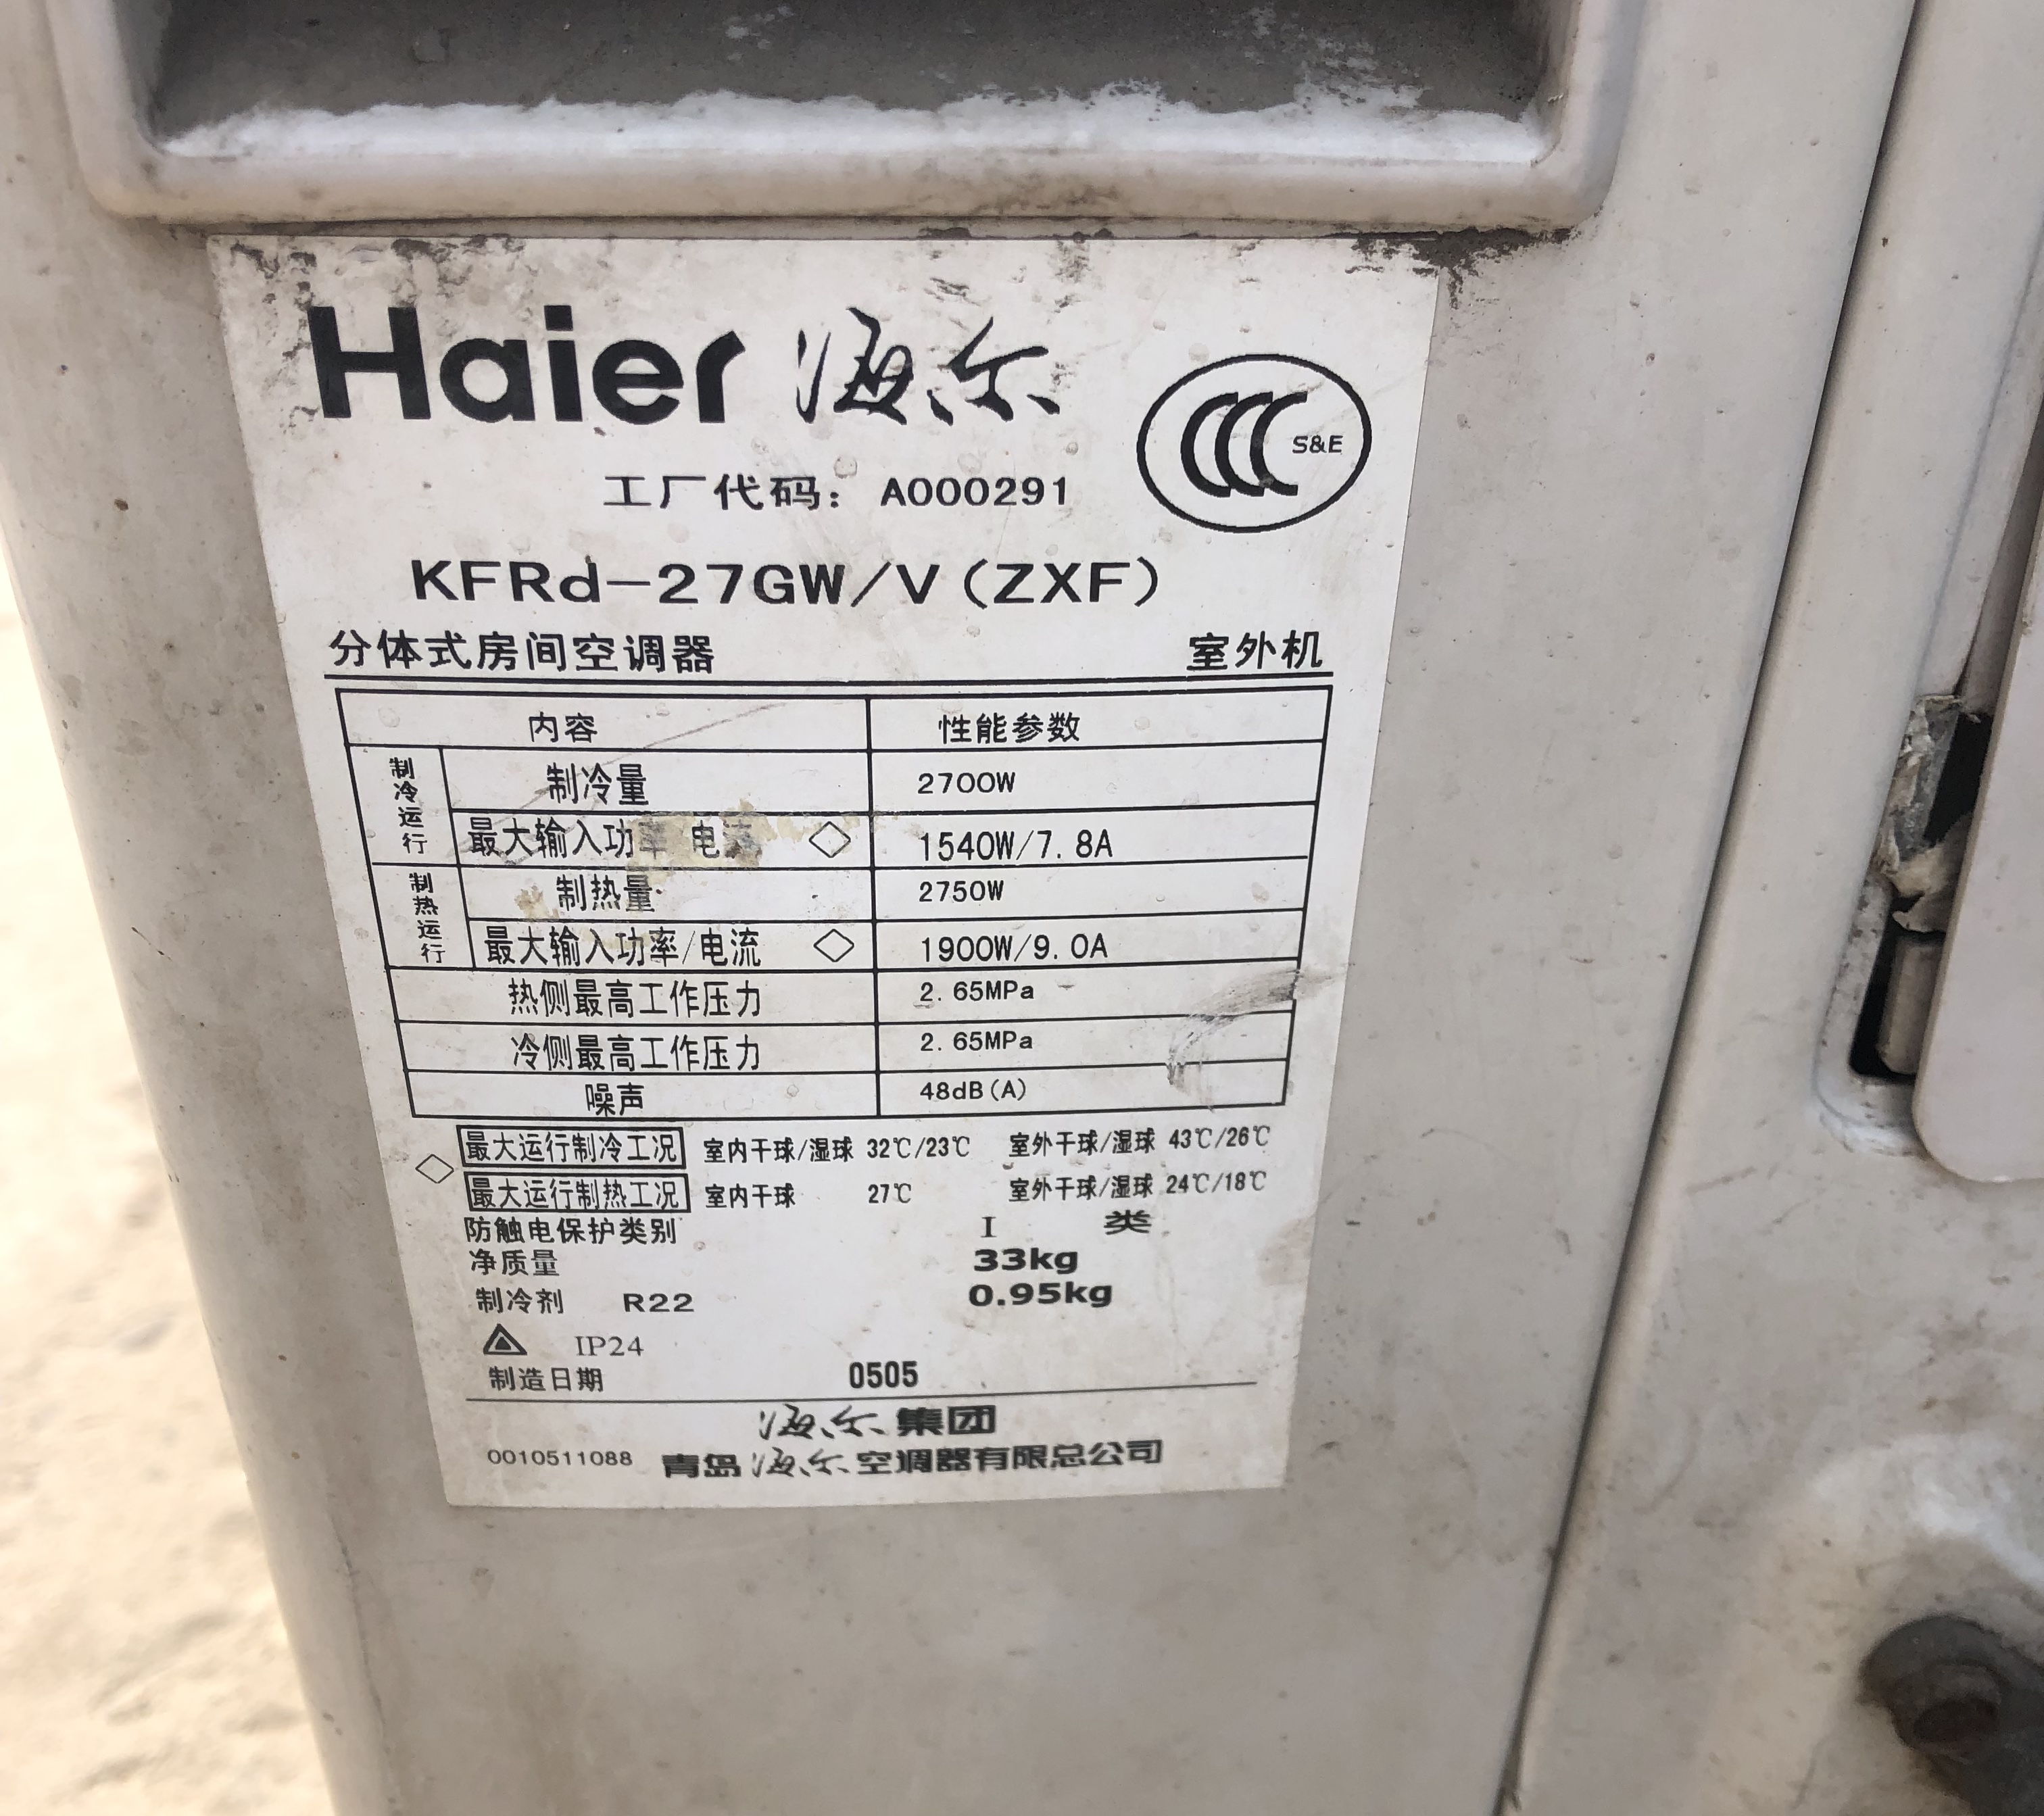 Haier 海尔
CCC S&E
工厂代码: A000291
KFRd-27GW/V(ZXF)
分体式房间空调器 室外机
内容 性能参数
制冷运行
制冷量 2700W
最大输入功率 电流 ◇ 1540W/7.8A
制热运行
制热量 2750W
最大输入功率/电流 ◇ 1900W/9.0A
热侧最高工作压力 2.65MPa
冷侧最高工作压力 2.65MPa
噪声 48dB(A)
◇ 最大运行制冷工况 室内干球/湿球 32℃/23℃ 室外干球/湿球 43℃/26℃
最大运行制热工况 室内干球 27℃ 室外干球/湿球 24℃/18℃
防触电保护类别 I 类
净质量 33kg
制冷剂 R22 0.95kg
IP24
制造日期 0505
海尔集团
0010511088 青岛海尔空调器有限总公司